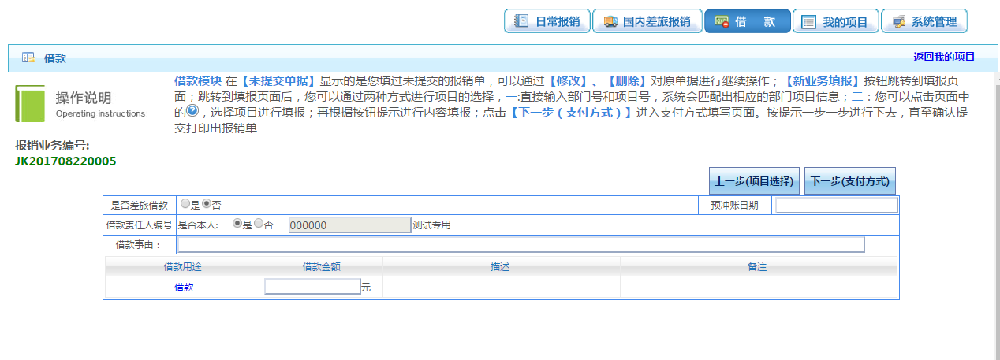 日常报销 国内差旅报销 借 款 我的项目 系统管理
借款 返回我的项目
操作说明
Operating instructions
借款模块 在【未提交单据】显示的是您填过未提交的报销单，可以通过【修改】、【删除】对原单据进行继续操作；【新业务填报】按钮跳转到填报页
面；跳转到填报页面后，您可以通过两种方式进行项目的选择，一:直接输入部门号和项目号，系统会匹配出相应的部门项目信息；二：您可以点击页面中
的?，选择项目进行填报；再根据按钮提示进行内容填报；点击【下一步（支付方式）】进入支付方式填写页面。按提示一步一步进行下去，直至确认提
交打印出报销单
报销业务编号:
JK201708220005
上一步(项目选择) 下一步(支付方式)
是否差旅借款 是 否 预冲账日期
借款责任人编号 是否本人: 是 否 000000 测试专用
借款事由：
借款用途 借款金额 描述 备注
借款 元